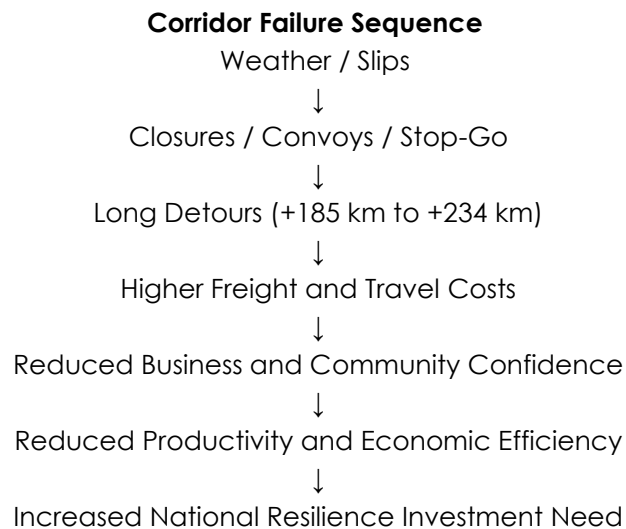 Corridor Failure Sequence
Weather / Slips
↓
Closures / Convoys / Stop-Go
↓
Long Detours (+185 km to +234 km)
↓
Higher Freight and Travel Costs
↓
Reduced Business and Community Confidence
↓
Reduced Productivity and Economic Efficiency
↓
Increased National Resilience Investment Need